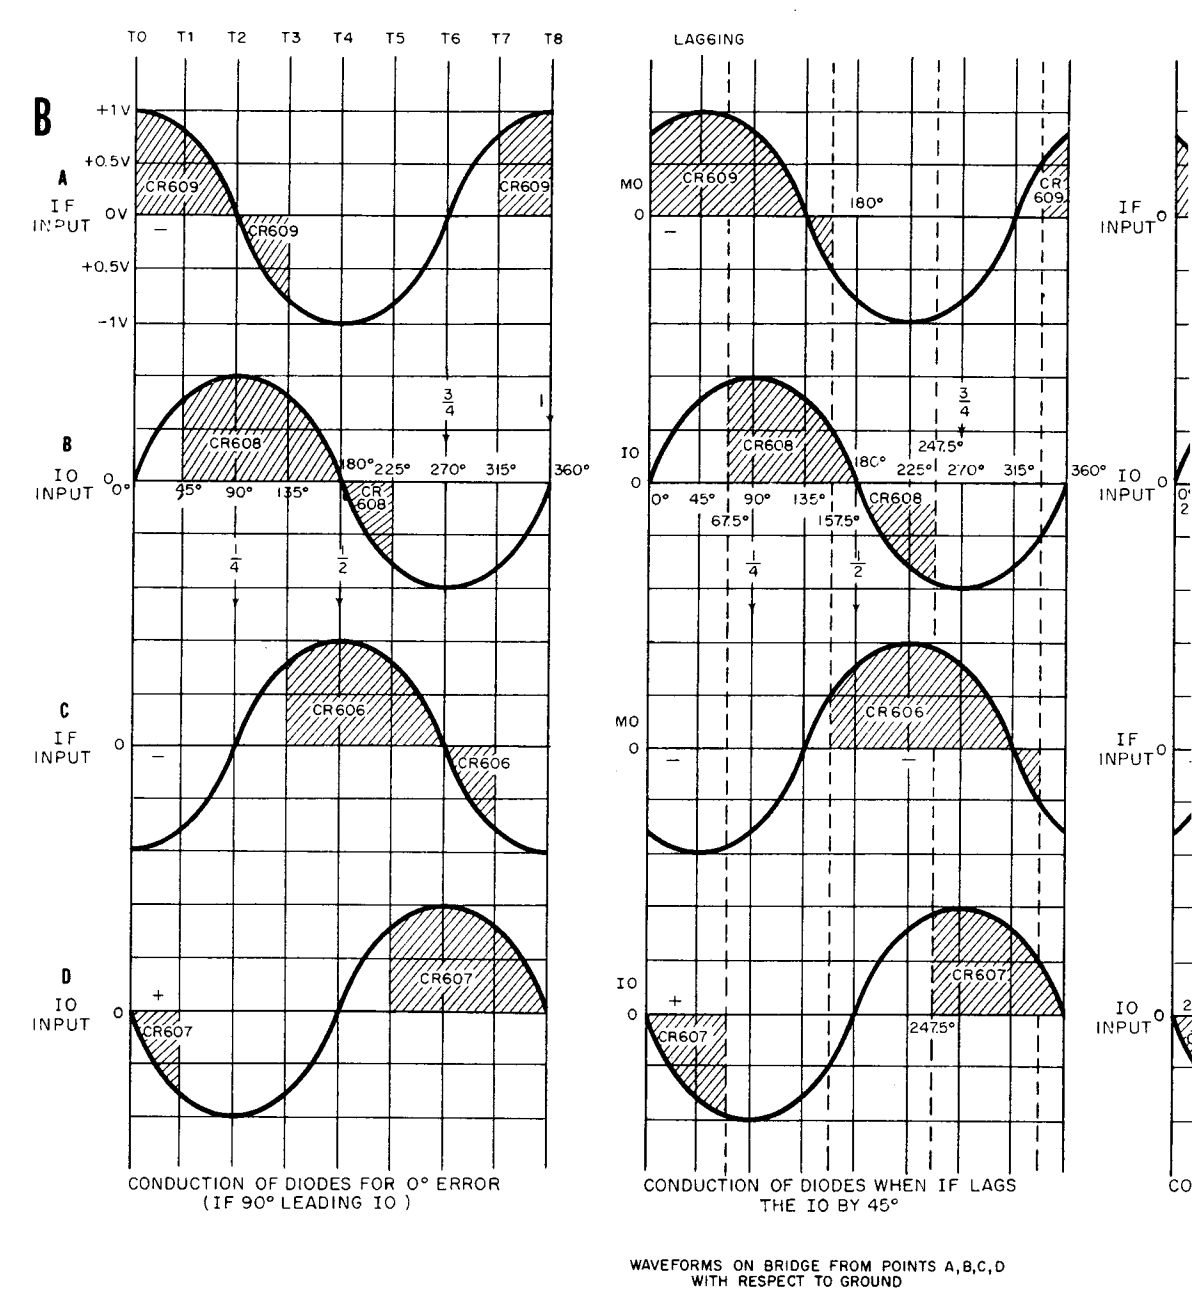 T0 T1 T2 T3 T4 T5 T6 T7 T8
LAGGING
B
+1V
+0.5V
0V
+0.5V
-1V
A
IF
INPUT
CR609
CR609
CR609
−
MO
0
CR609
180°
CR
609
−
IF
INPUT
0
B
IO
INPUT
0
0°
CR608
45°
90°
135°
180°
225°
270°
315°
360°
CR
608
1/4
1/2
3/4
1
IO
0
CR608
0°
45°
67.5°
90°
135°
157.5°
180°
225°
247.5°
270°
315°
360°
CR608
1/4
1/2
3/4
IO
INPUT
0
0°
2
C
IF
INPUT
0
−
CR606
CR606
MO
0
−
CR606
−
IF
INPUT
0
D
IO
INPUT
0
+
CR607
CR607
IO
0
+
CR607
CR607
247.5°
IO
INPUT
0
2
CONDUCTION OF DIODES FOR 0° ERROR
(IF 90° LEADING IO )
CONDUCTION OF DIODES WHEN IF LAGS
THE IO BY 45°
CO
WAVEFORMS ON BRIDGE FROM POINTS A,B,C,D
WITH RESPECT TO GROUND